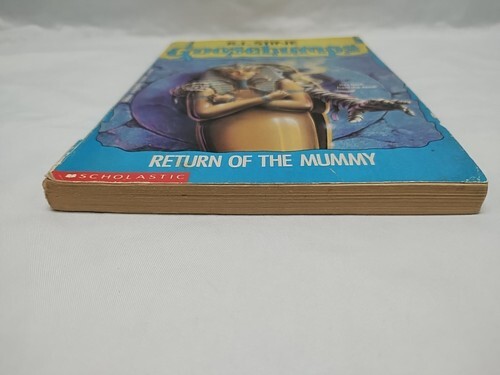 R.L. STINE
Goosebumps
RETURN OF THE MUMMY
SCHOLASTIC